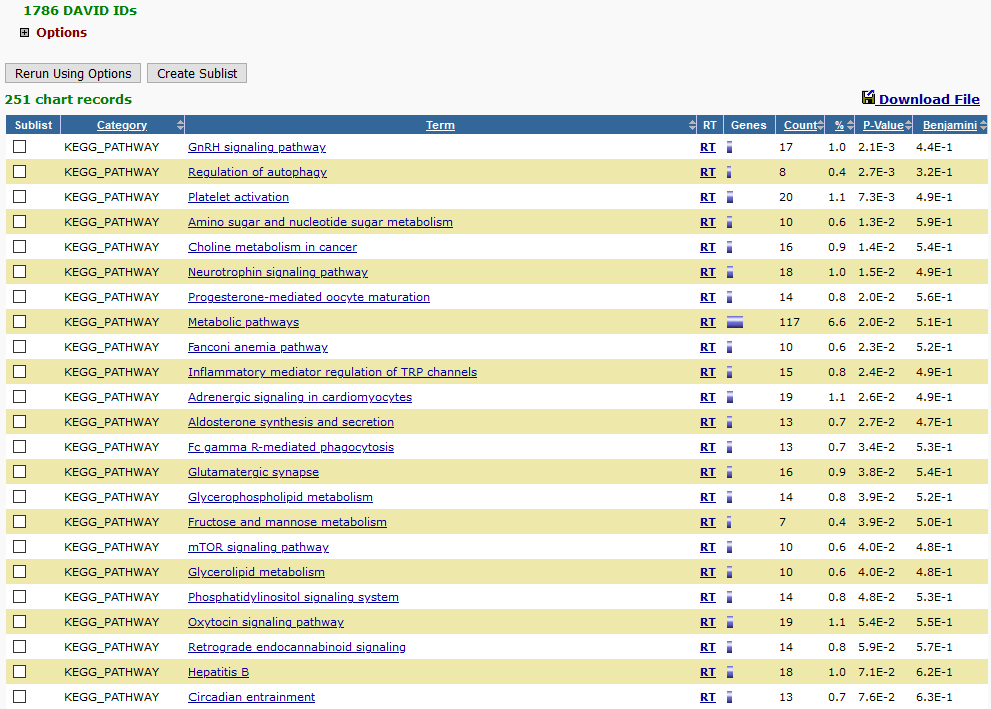 1786 DAVID IDs
Options
Rerun Using Options Create Sublist
251 chart records Download File
Sublist Category Term RT Genes Count % P-Value Benjamini
KEGG_PATHWAY GnRH signaling pathway RT 17 1.0 2.1E-3 4.4E-1
KEGG_PATHWAY Regulation of autophagy RT 8 0.4 2.7E-3 3.2E-1
KEGG_PATHWAY Platelet activation RT 20 1.1 7.3E-3 4.9E-1
KEGG_PATHWAY Amino sugar and nucleotide sugar metabolism RT 10 0.6 1.3E-2 5.9E-1
KEGG_PATHWAY Choline metabolism in cancer RT 16 0.9 1.4E-2 5.4E-1
KEGG_PATHWAY Neurotrophin signaling pathway RT 18 1.0 1.5E-2 4.9E-1
KEGG_PATHWAY Progesterone-mediated oocyte maturation RT 14 0.8 2.0E-2 5.6E-1
KEGG_PATHWAY Metabolic pathways RT 117 6.6 2.0E-2 5.1E-1
KEGG_PATHWAY Fanconi anemia pathway RT 10 0.6 2.3E-2 5.2E-1
KEGG_PATHWAY Inflammatory mediator regulation of TRP channels RT 15 0.8 2.4E-2 4.9E-1
KEGG_PATHWAY Adrenergic signaling in cardiomyocytes RT 19 1.1 2.6E-2 4.9E-1
KEGG_PATHWAY Aldosterone synthesis and secretion RT 13 0.7 2.7E-2 4.7E-1
KEGG_PATHWAY Fc gamma R-mediated phagocytosis RT 13 0.7 3.4E-2 5.3E-1
KEGG_PATHWAY Glutamatergic synapse RT 16 0.9 3.8E-2 5.4E-1
KEGG_PATHWAY Glycerophospholipid metabolism RT 14 0.8 3.9E-2 5.2E-1
KEGG_PATHWAY Fructose and mannose metabolism RT 7 0.4 3.9E-2 5.0E-1
KEGG_PATHWAY mTOR signaling pathway RT 10 0.6 4.0E-2 4.8E-1
KEGG_PATHWAY Glycerolipid metabolism RT 10 0.6 4.0E-2 4.8E-1
KEGG_PATHWAY Phosphatidylinositol signaling system RT 14 0.8 4.8E-2 5.3E-1
KEGG_PATHWAY Oxytocin signaling pathway RT 19 1.1 5.4E-2 5.5E-1
KEGG_PATHWAY Retrograde endocannabinoid signaling RT 14 0.8 5.9E-2 5.7E-1
KEGG_PATHWAY Hepatitis B RT 18 1.0 7.1E-2 6.2E-1
KEGG_PATHWAY Circadian entrainment RT 13 0.7 7.6E-2 6.3E-1